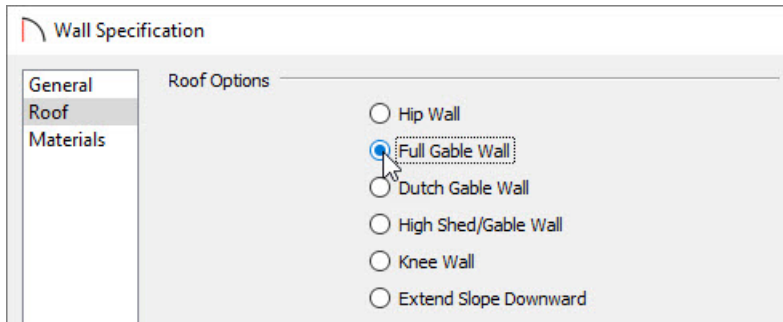 Wall Specification
General
Roof
Materials
Roof Options
Hip Wall
Full Gable Wall
Dutch Gable Wall
High Shed/Gable Wall
Knee Wall
Extend Slope Downward